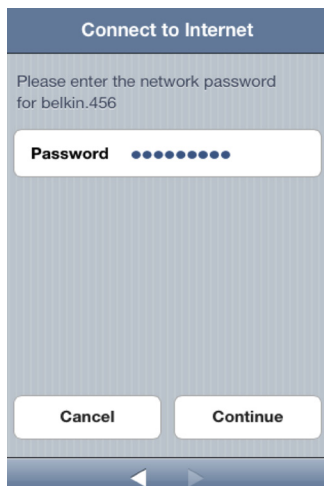 Connect to Internet
Please enter the network password
for belkin.456
Password •••••••••
Cancel Continue